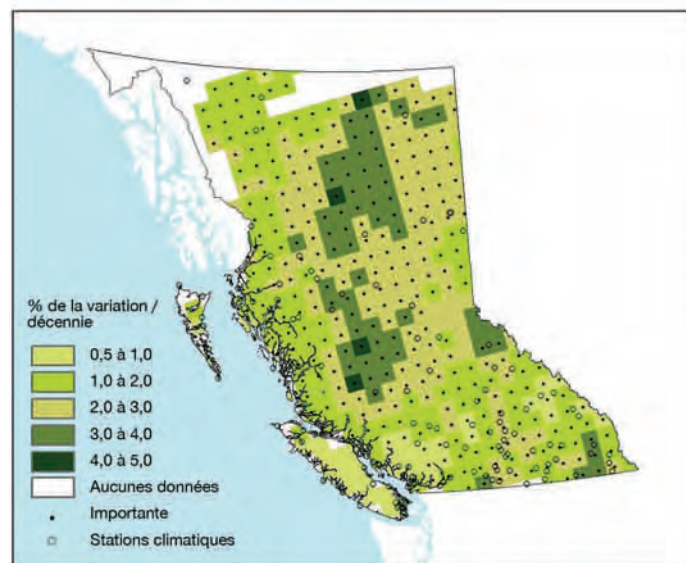 % de la variation /
décennie
0,5 à 1,0
1,0 à 2,0
2,0 à 3,0
3,0 à 4,0
4,0 à 5,0
Aucunes données
Importante
Stations climatiques